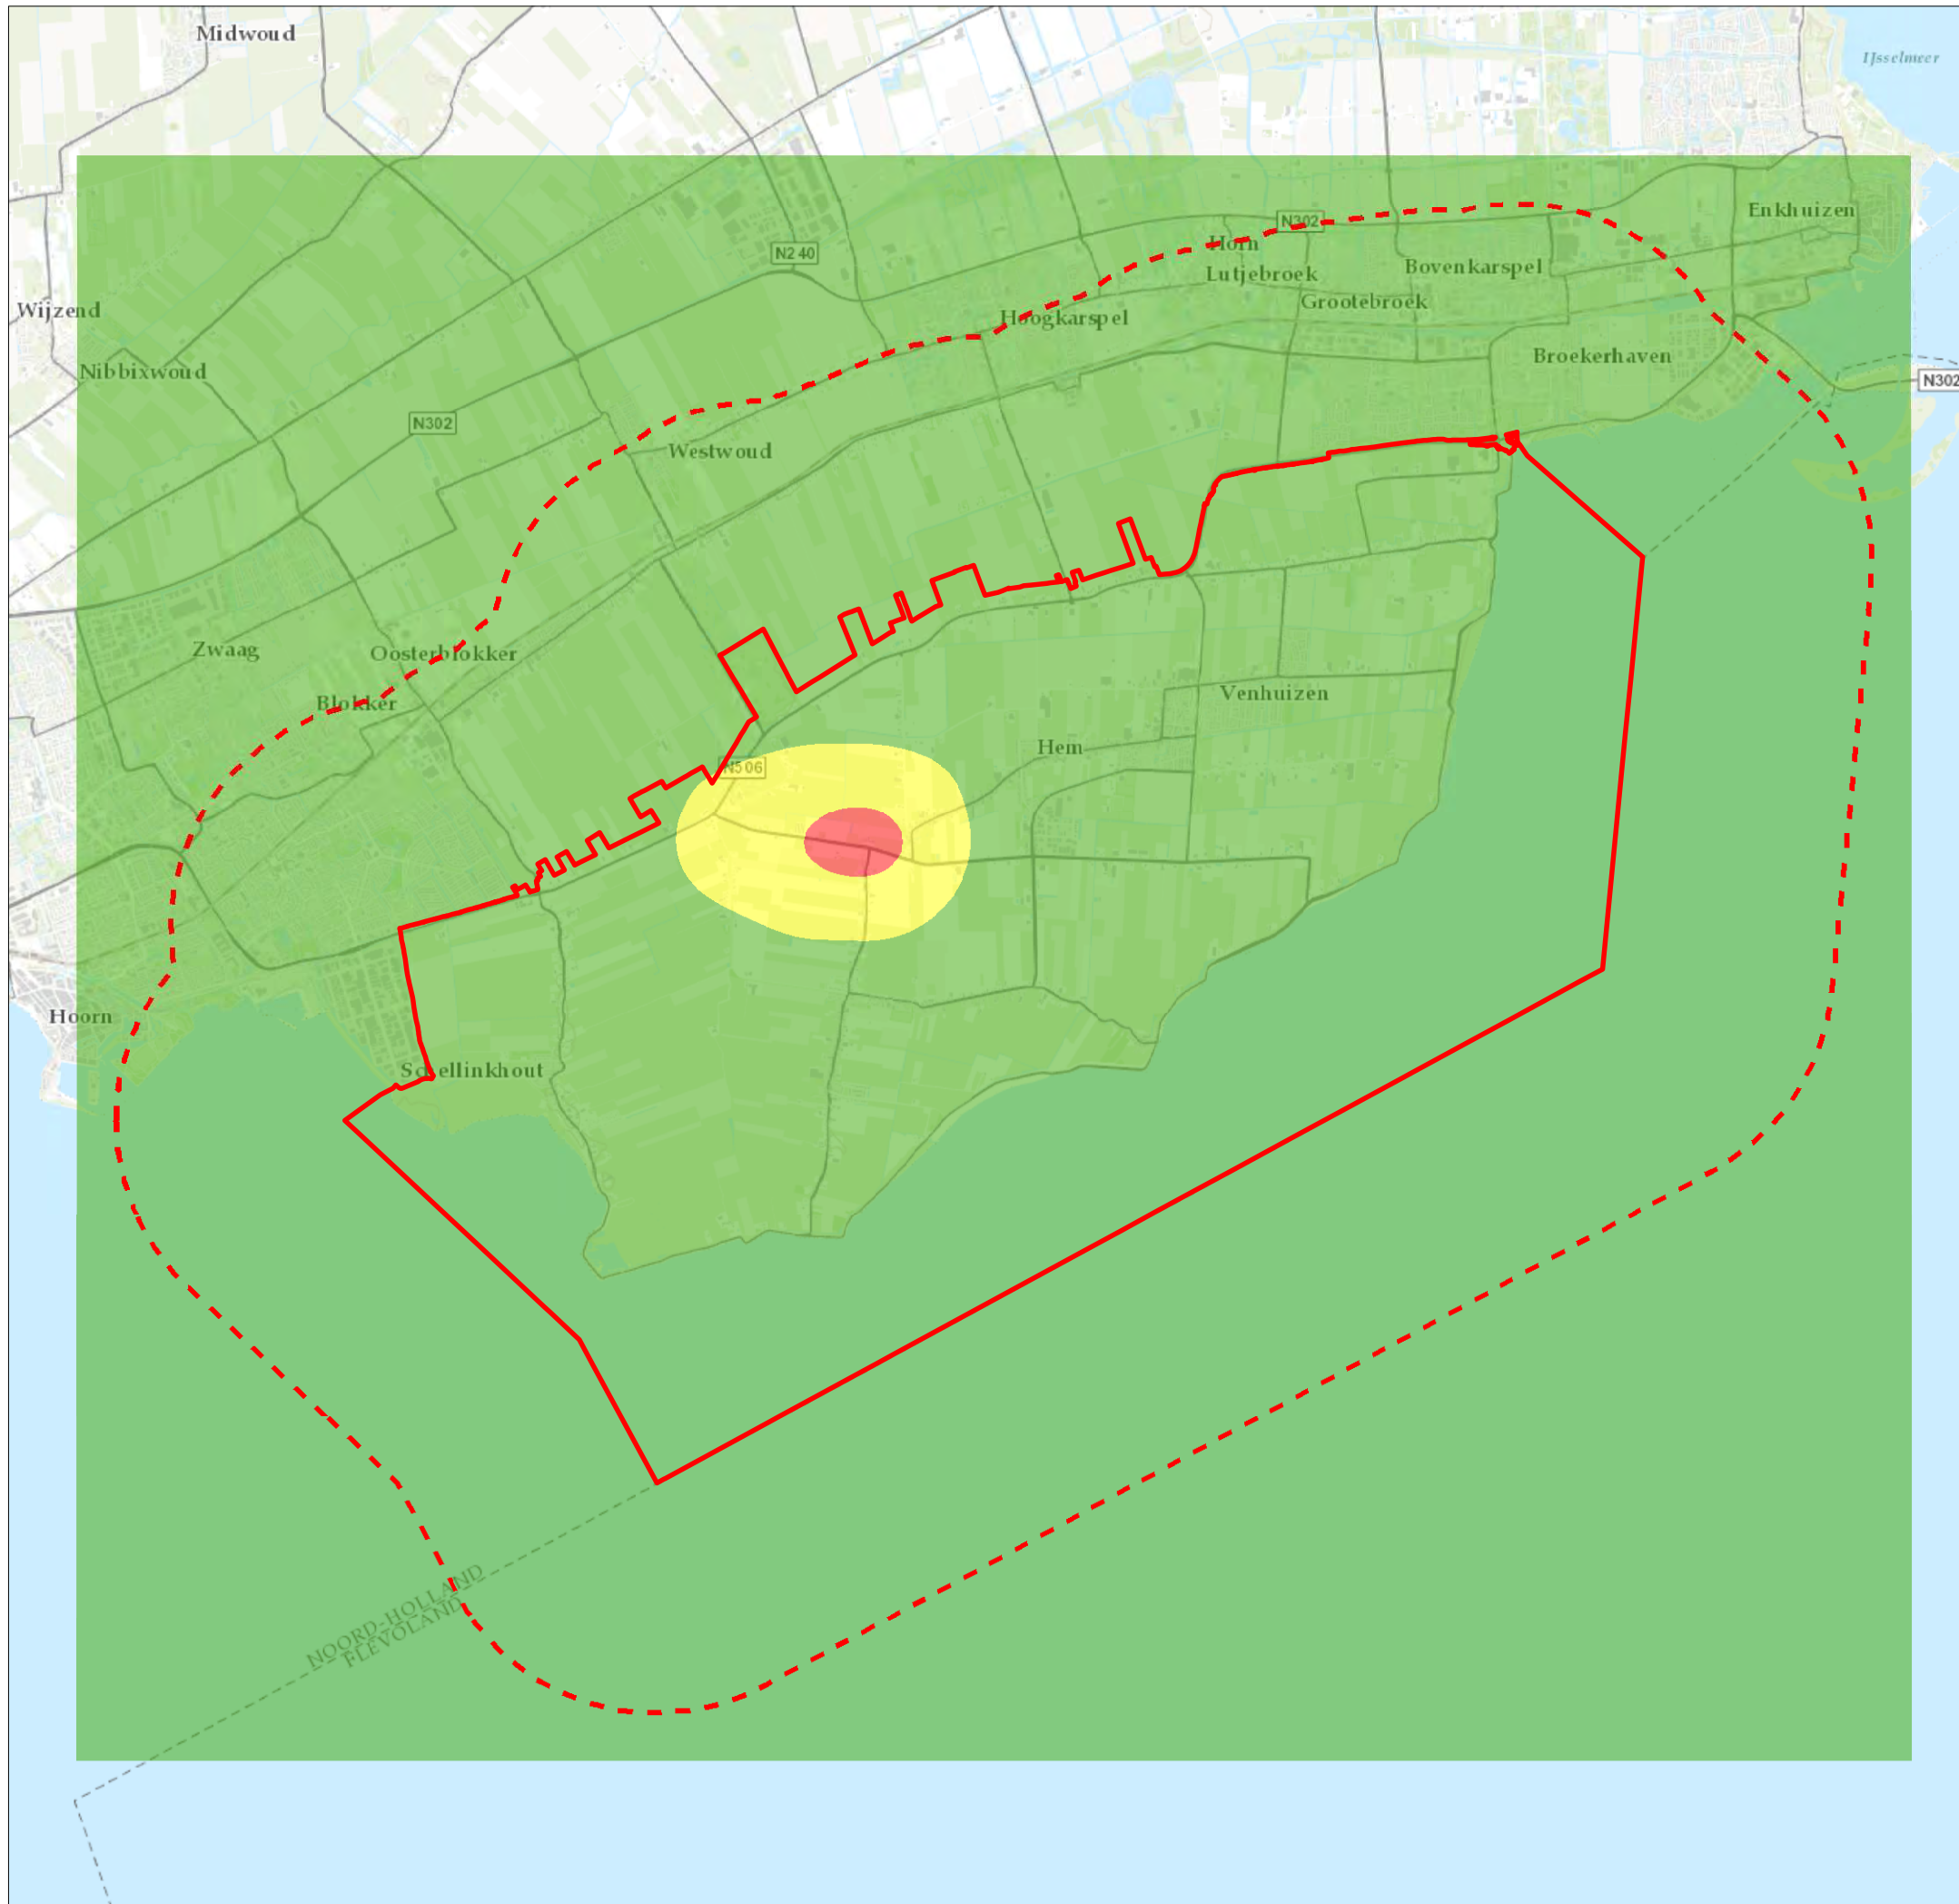 Midwoud
IJsselmeer
Enkhuizen
N302
Horn
N240
Bovenkarspel
Lutjebroek
Grootebroek
Wijzend
Hoogkarspel
Broekerhaven
Nibbixwoud
N302
N302
Westwoud
Zwaag
Oosterblokker
Venhuizen
Blokker
Hem
N506
Hoorn
Schellinkhout
NOORD-HOLLAND
FLEVOLAND